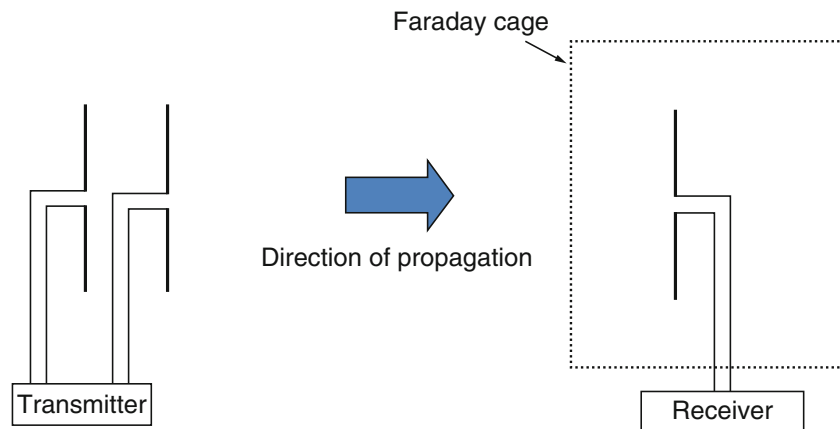 Faraday cage
Direction of propagation
Transmitter
Receiver